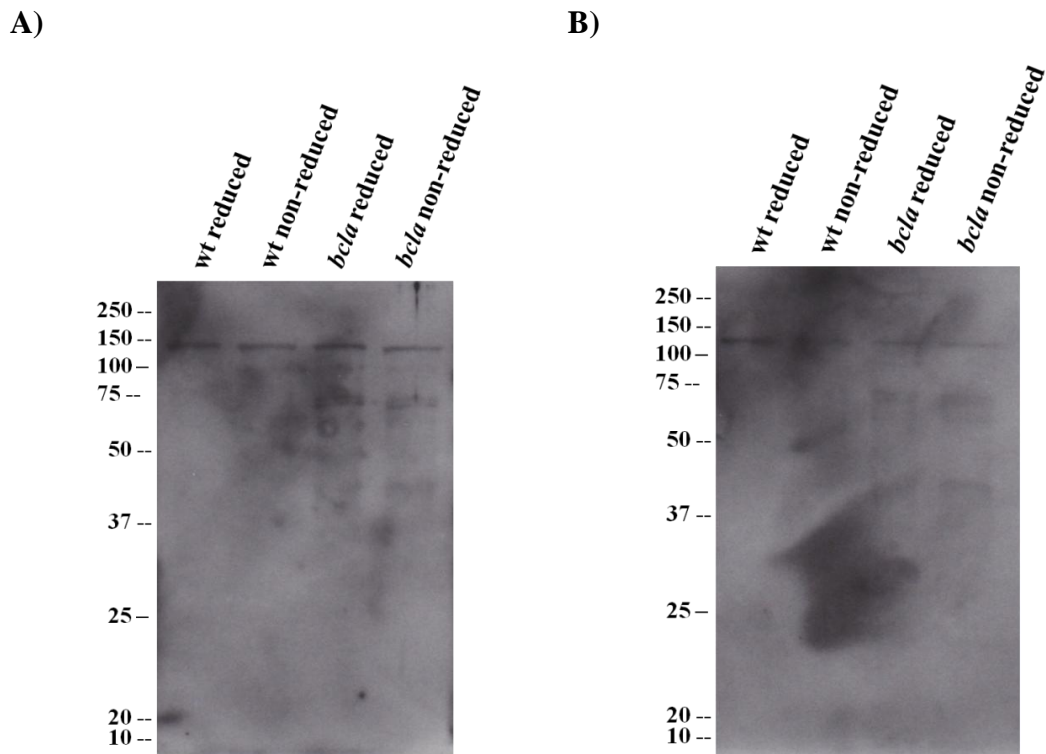 A)
wt reduced
wt non-reduced
bcla reduced
bcla non-reduced
250 --
150 --
100 —
75 --
50 --
37 --
25 —
20 --
10 --
B)
wt reduced
wt non-reduced
bcla reduced
bcla non-reduced
250 --
150 --
100 —
75 --
50 --
37 --
25 —
20 --
10 --